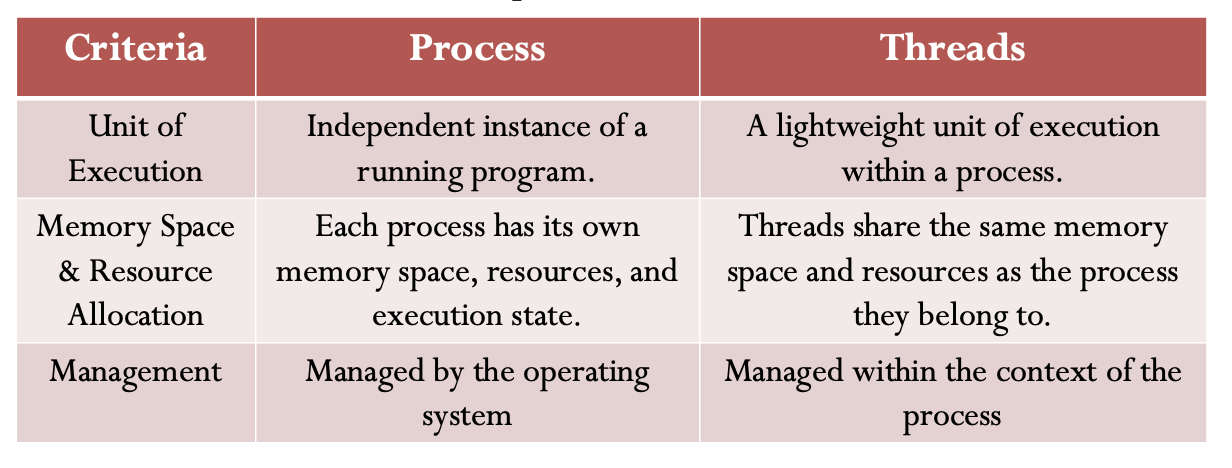 Criteria
Process
Threads
Unit of
Execution
Independent instance of a
running program.
A lightweight unit of execution
within a process.
Memory Space
& Resource
Allocation
Each process has its own
memory space, resources, and
execution state.
Threads share the same memory
space and resources as the process
they belong to.
Management
Managed by the operating
system
Managed within the context of the
process